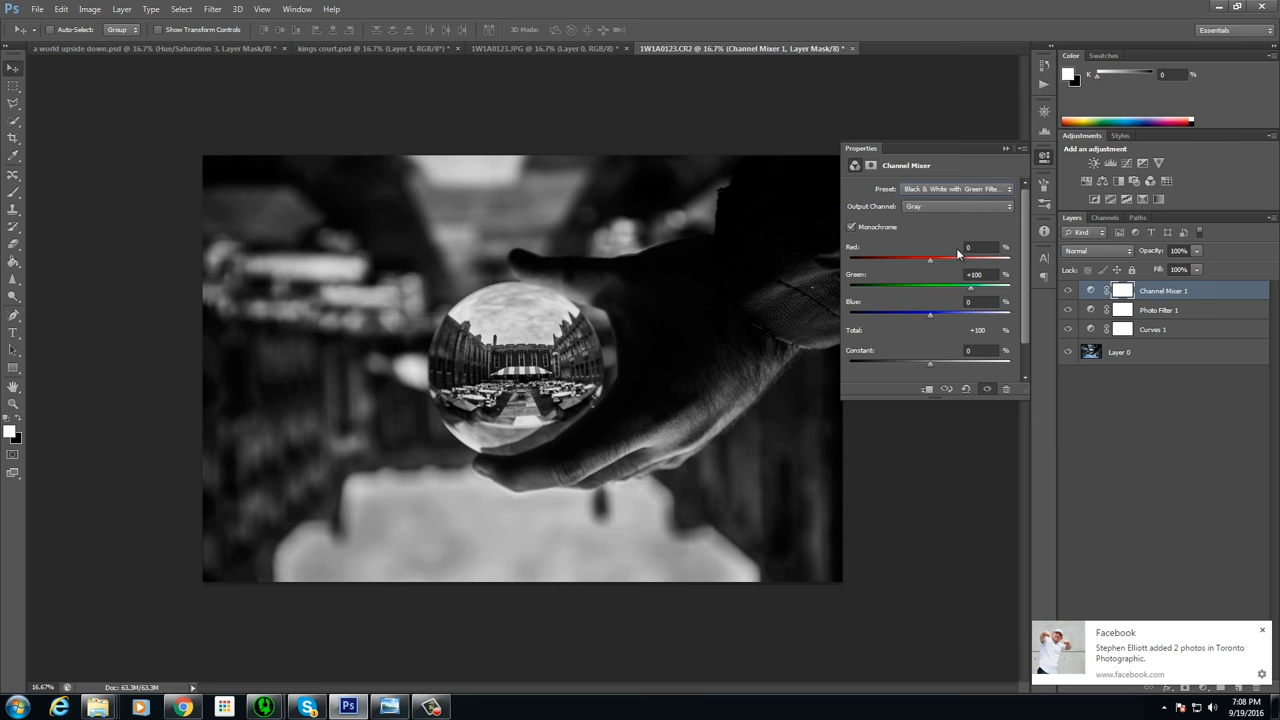 Ps File Edit Image Layer Type Select Filter 3D View Window Help
Auto-Select: Group Show Transform Controls 3D Mode: Essentials
a world upside down.psd @ 16.7% (Hue/Saturation 3, Layer Mask/8) * × kings court.psd @ 16.7% (Layer 1, RGB/8*) * × 1W1A0123.JPG @ 16.7% (Layer 0, RGB/8) * × 1W1A0123.CR2 @ 16.7% (Channel Mixer 1, Layer Mask/8) * ×
Color Swatches
K 0 %
Adjustments Styles
Add an adjustment
Properties
Channel Mixer
Preset: Black & White with Green Filte...
Output Channel: Gray
Monochrome
Red: 0 %
Green: +100 %
Blue: 0 %
Total: +100 %
Constant: 0 %
Layers Channels Paths
Kind
Normal Opacity: 100%
Lock: Fill: 100%
Channel Mixer 1
Photo Filter 1
Curves 1
Layer 0
Facebook
Stephen Elliott added 2 photos in Toronto
Photographic.
www.facebook.com
16.67% Doc: 63.3M/63.3M
Ps
7:08 PM
9/19/2016